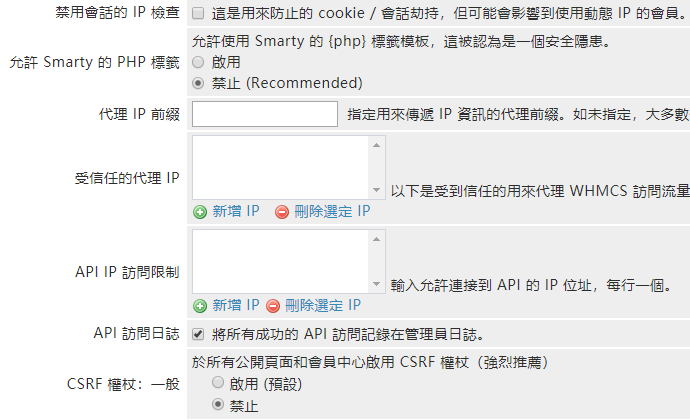 禁用會話的 IP 檢查 這是用來防止的 cookie / 會話劫持，但可能會影響到使用動態 IP 的會員。
允許使用 Smarty 的 {php} 標籤模板，這被認為是一個安全隱患。
允許 Smarty 的 PHP 標籤 啟用
禁止 (Recommended)
代理 IP 前綴 指定用來傳遞 IP 資訊的代理前綴。如未指定，大多數
受信任的代理 IP 以下是受到信任的用來代理 WHMCS 訪問流量
新增 IP 刪除選定 IP
API IP 訪問限制 輸入允許連接到 API 的 IP 位址，每行一個。
新增 IP 刪除選定 IP
API 訪問日誌 將所有成功的 API 訪問記錄在管理員日誌。
於所有公開頁面和會員中心啟用 CSRF 權杖（強烈推薦）
CSRF 權杖：一般 啟用 (預設)
禁止